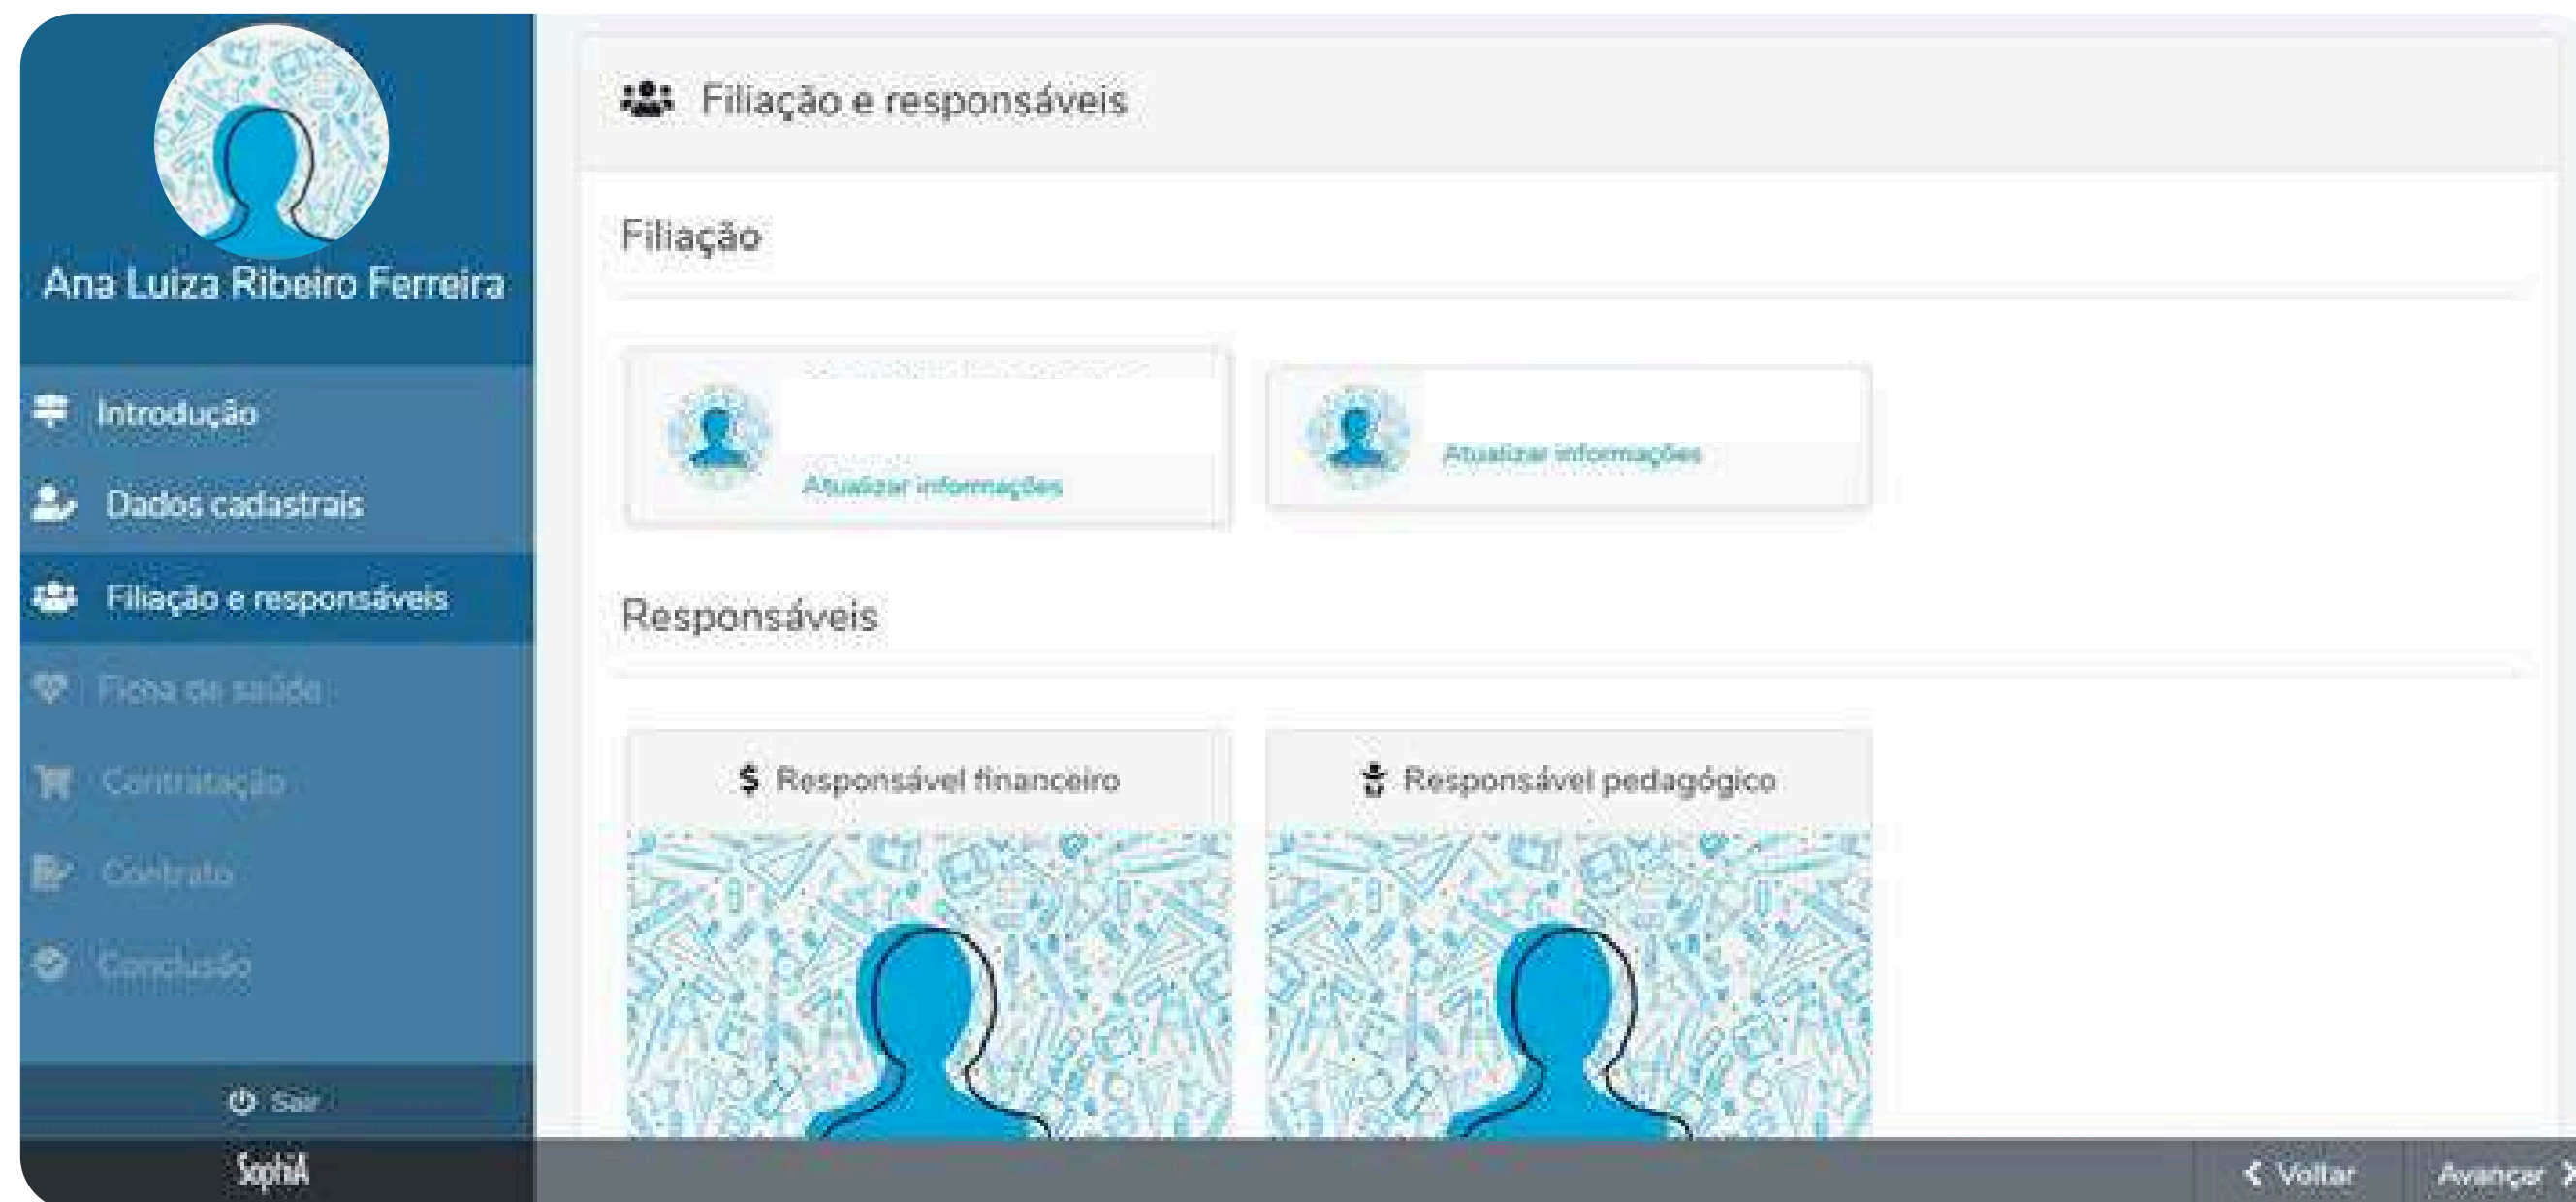 Ana Luiza Ribeiro Ferreira
Introdução
Dados cadastrais
Filiação e responsáveis
Ficha de saúde
Contratação
Contrato
Conclusão
Sair
SophiA
Filiação e responsáveis
Filiação
Atualizar informações
Atualizar informações
Responsáveis
$ Responsável financeiro
Responsável pedagógico
Voltar
Avançar